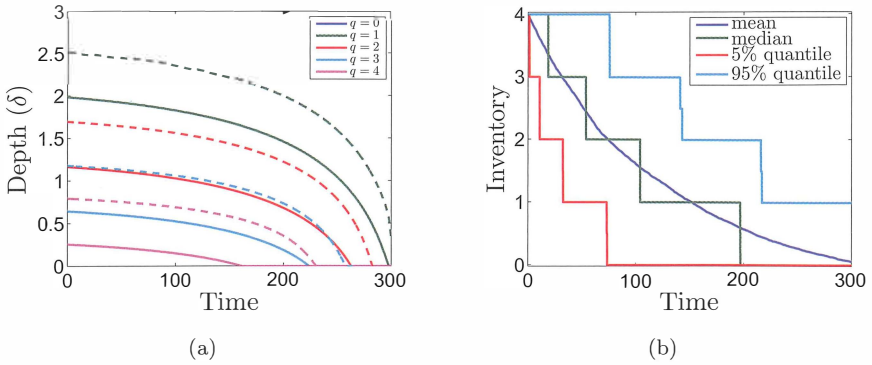 3
2.5
2
1.5
1
0.5
0
Depth (δ)
q = 0
q = 1
q = 2
q = 3
q = 4
0
100
200
300
Time
(a)
4
3
2
1
0
Inventory
mean
median
5% quantile
95% quantile
0
100
200
300
Time
(b)